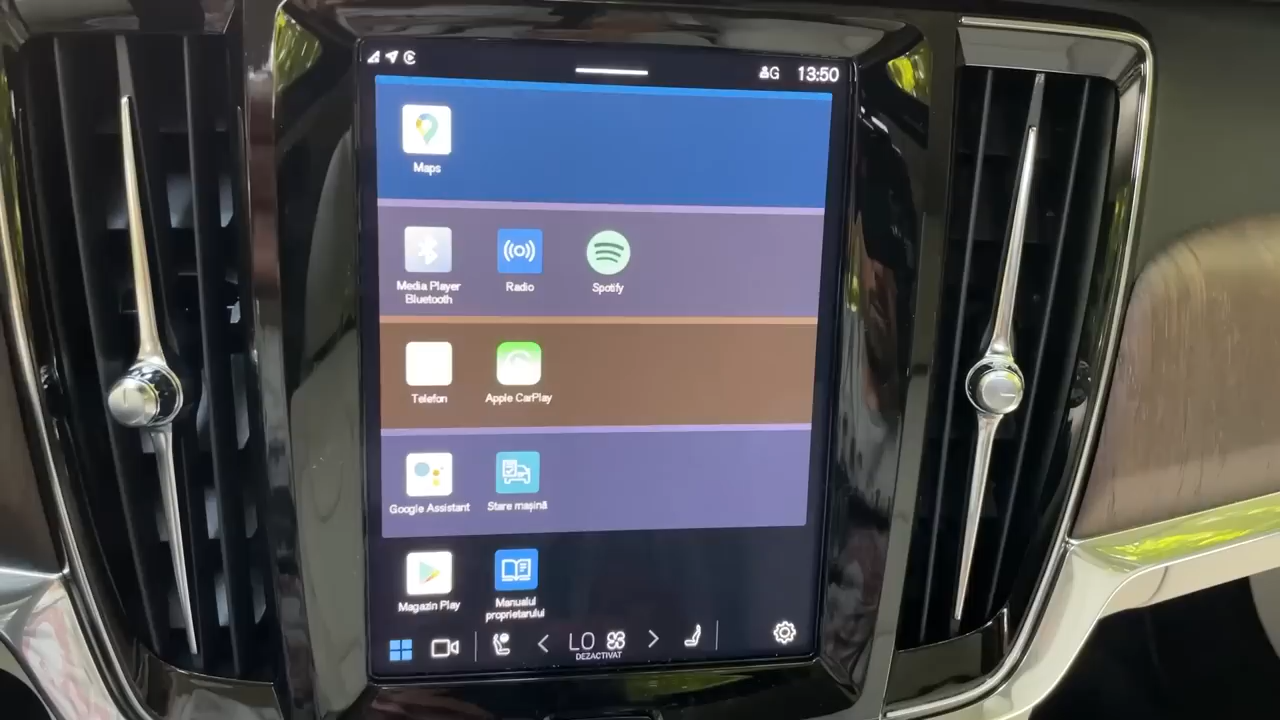 G 13:50
Maps
Media Player
Bluetooth
Radio
Spotify
Telefon
Apple CarPlay
Google Assistant
Stare mașină
Magazin Play
Manualul
proprietarului
LO
DEZACTIVAT